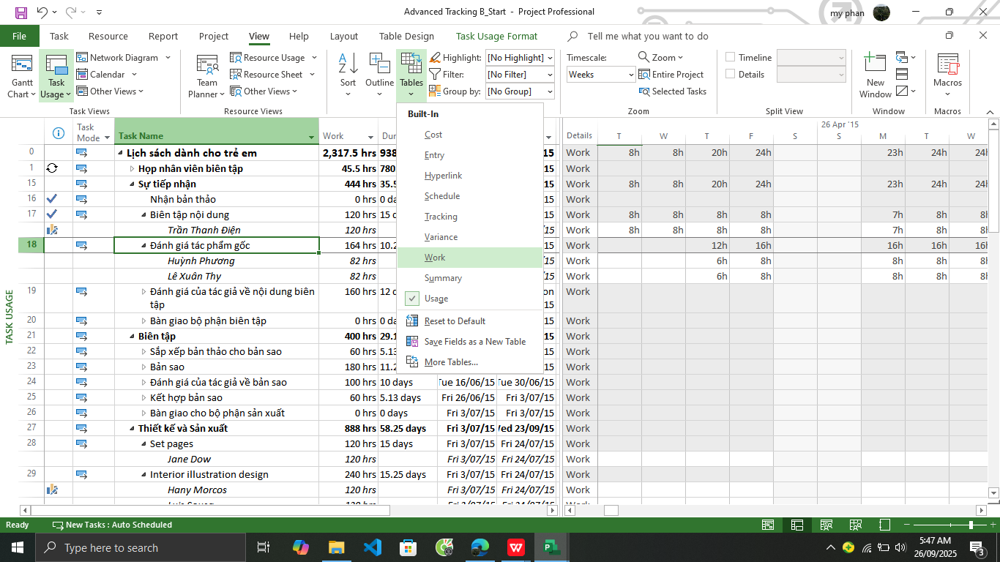 Advanced Tracking B_Start - Project Professional
my phan
File Task Resource Report Project View Help Layout Table Design Task Usage Format Tell me what you want to do
Gantt Chart
Task Usage
Network Diagram
Calendar
Other Views
Task Views
Team Planner
Resource Usage
Resource Sheet
Other Views
Resource Views
Sort
Outline
Tables
Highlight: [No Highlight]
Filter: [No Filter]
Group by: [No Group]
Timescale:
Weeks
Zoom
Entire Project
Selected Tasks
Zoom
Timeline
Details
Split View
New Window
Window
Macros
Macros
Built-In
Cost
Entry
Hyperlink
Schedule
Tracking
Variance
Work
Summary
Usage
Reset to Default
Save Fields as a New Table
More Tables...
Task Mode Task Name Work Dur
Details T W T F S S M T W
26 Apr '15
0 Lịch sách dành cho trẻ em 2,317.5 hrs 938 15 Work 8h 8h 20h 24h 23h 24h 24h
1 Họp nhân viên biên tập 45.5 hrs 780 15 Work
15 Sự tiếp nhận 444 hrs 35.5 15 Work 8h 8h 20h 24h 23h 24h 24h
16 Nhận bản thảo 0 hrs 0 da 15 Work
17 Biên tập nội dung 120 hrs 15 d 15 Work 8h 8h 8h 8h 7h 8h 8h
Trần Thanh Điện 120 hrs /15 Work 8h 8h 8h 8h 7h 8h 8h
18 Đánh giá tác phẩm gốc 164 hrs 10.2 15 Work 12h 16h 16h 16h 16h
Huỳnh Phương 82 hrs /15 Work 6h 8h 8h 8h 8h
Lê Xuân Thy 82 hrs /15 Work 6h 8h 8h 8h 8h
19 Đánh giá của tác giả về nội dung biên tập 160 hrs 12 d on 15 Work
20 Bàn giao bộ phận biên tập 0 hrs 0 da 15 Work
21 Biên tập 400 hrs 29.1 15 Work
22 Sắp xếp bản thảo cho bản sao 60 hrs 5.13 15 Work
23 Bản sao 180 hrs 11.2 15 Work
24 Đánh giá của tác giả về bản sao 100 hrs 10 days Tue 16/06/15 Tue 30/06/15 Work
25 Kết hợp bản sao 60 hrs 5.13 days Fri 26/06/15 Fri 3/07/15 Work
26 Bàn giao cho bộ phận sản xuất 0 hrs 0 days Fri 3/07/15 Fri 3/07/15 Work
27 Thiết kế và Sản xuất 888 hrs 58.25 days Fri 3/07/15 Wed 23/09/15 Work
28 Set pages 120 hrs 15 days Fri 3/07/15 Fri 24/07/15 Work
Jane Dow 120 hrs Fri 3/07/15 Fri 24/07/15 Work
29 Interior illustration design 240 hrs 15.25 days Fri 3/07/15 Fri 24/07/15 Work
Hany Morcos 120 hrs Fri 3/07/15 Fri 24/07/15 Work
TASK USAGE
Ready New Tasks : Auto Scheduled
Type here to search
5:47 AM
26/09/2025
3